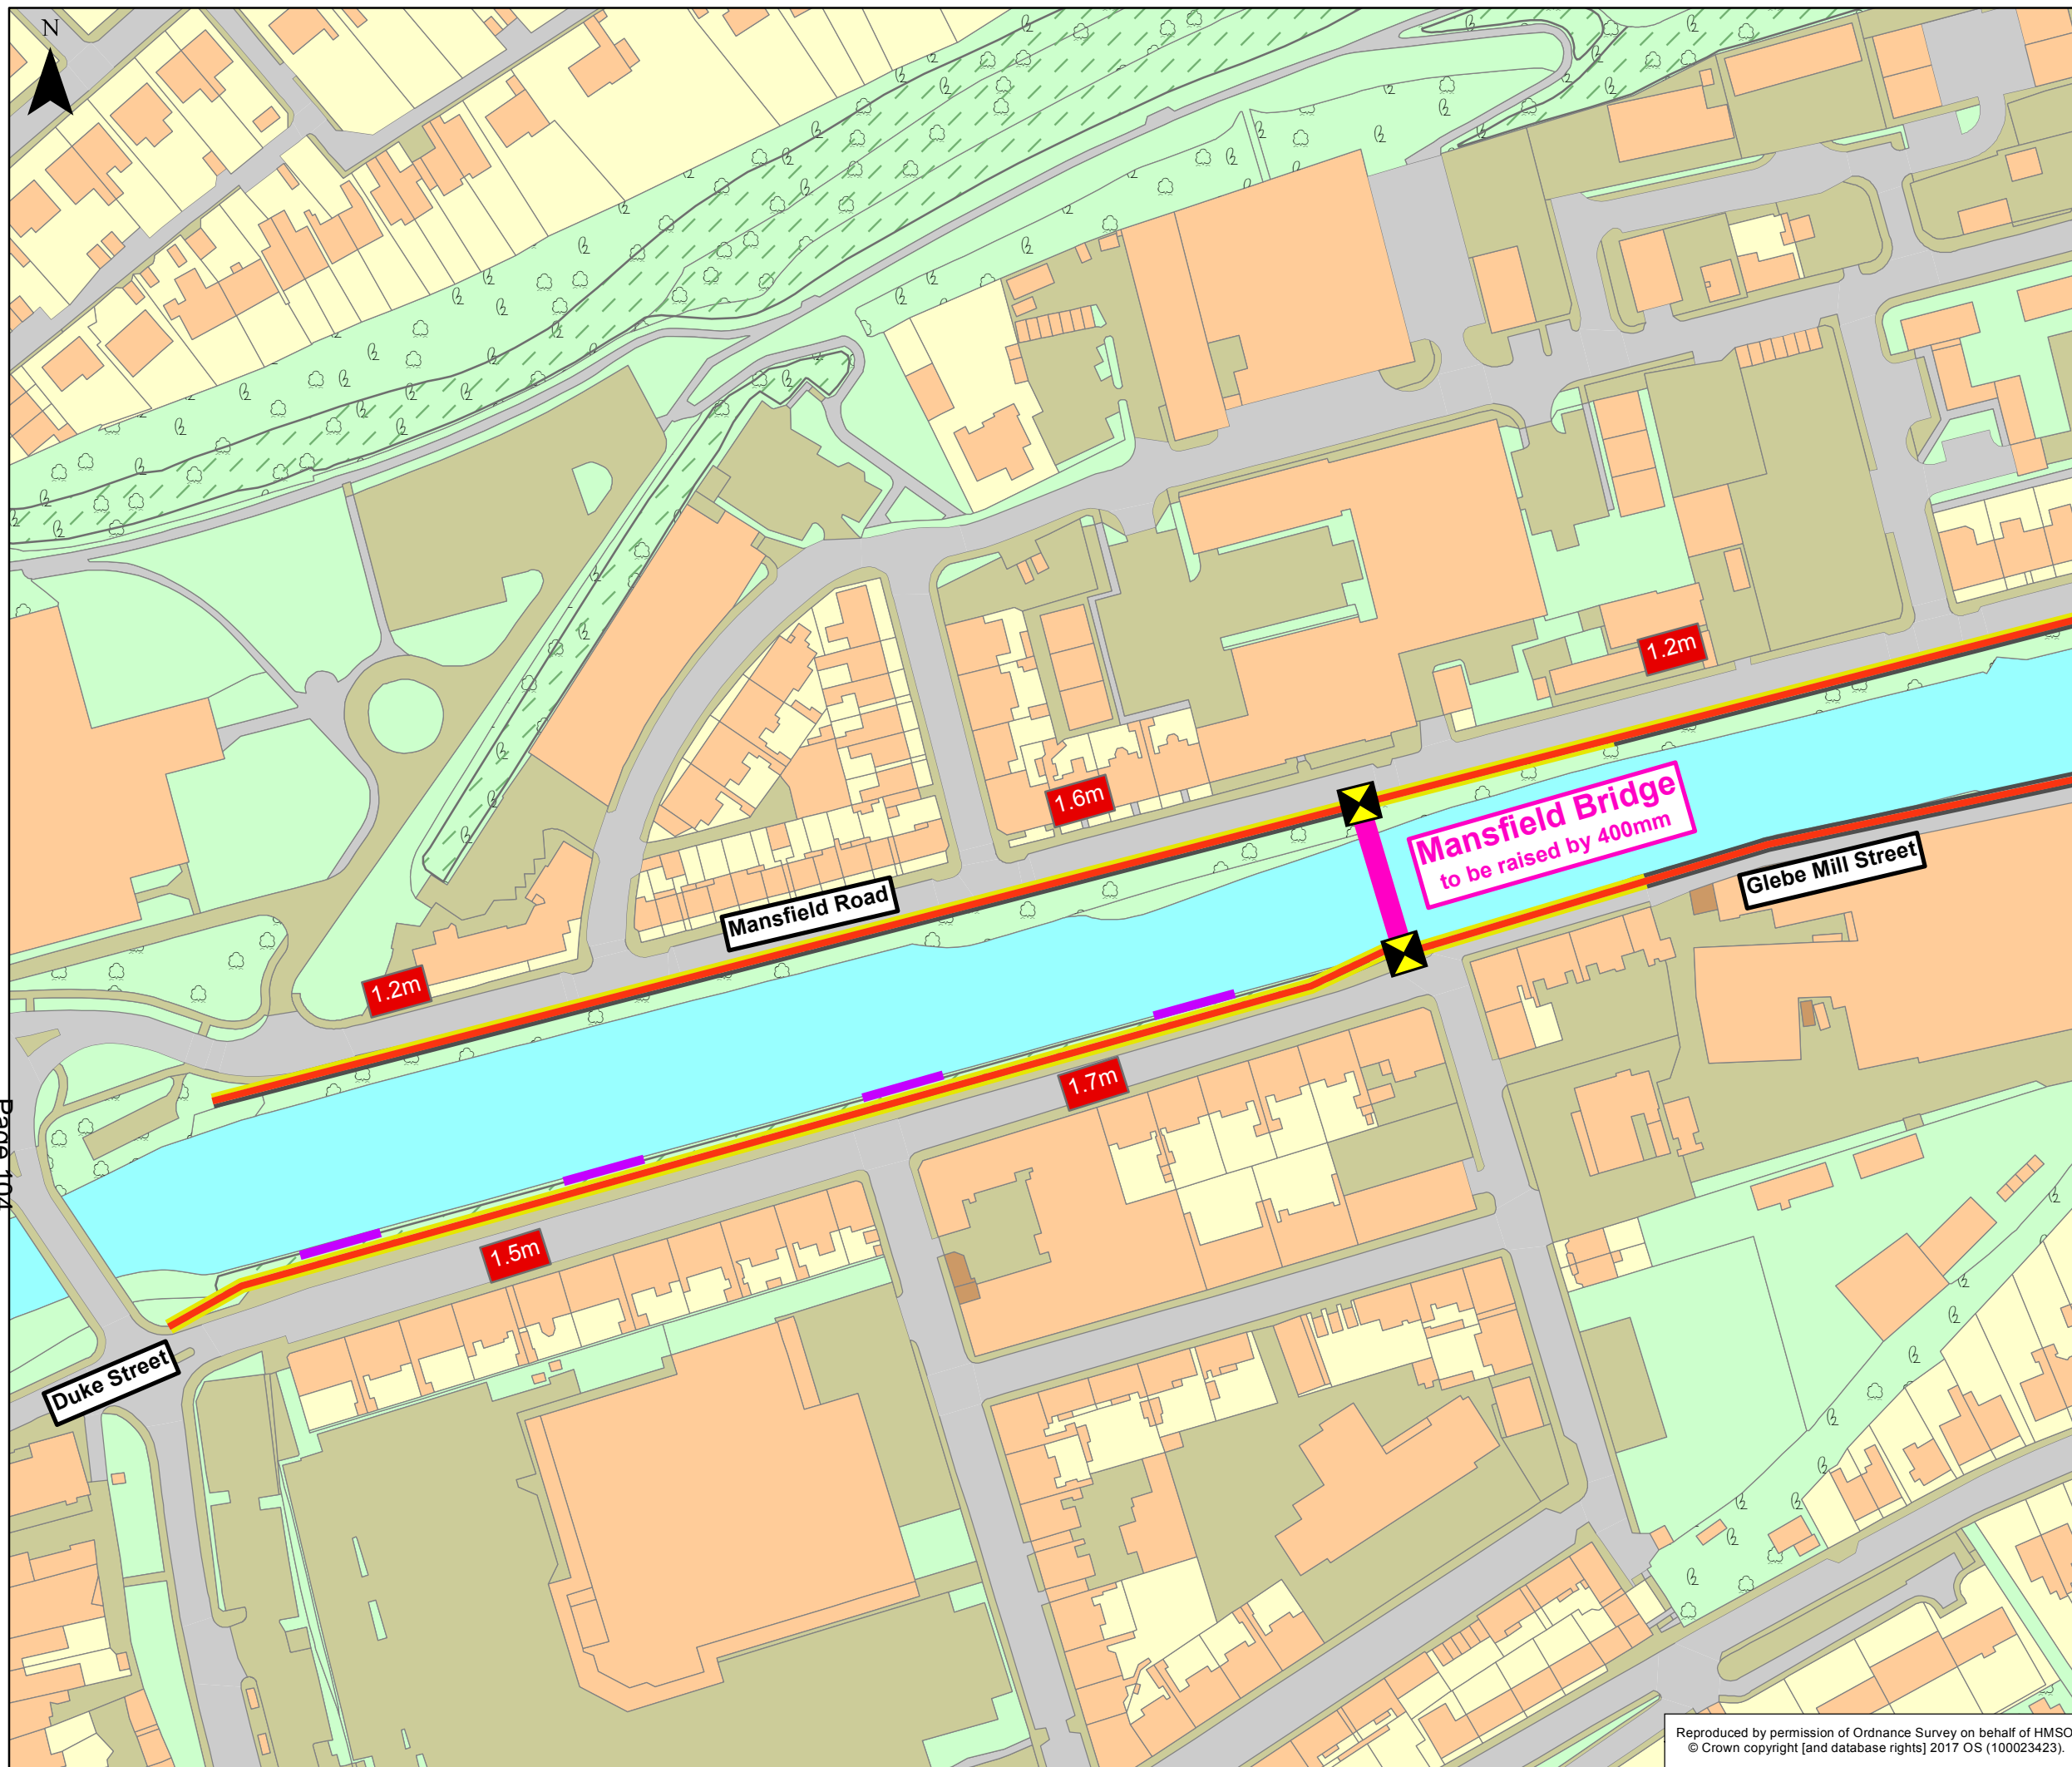 N
1.2m
Mansfield Bridge
to be raised by 400mm
1.6m
Glebe Mill Street
Mansfield Road
1.2m
1.7m
Page 104
1.5m
Duke Street
Reproduced by permission of Ordnance Survey on behalf of HMSO
© Crown copyright [and database rights] 2017 OS (100023423).